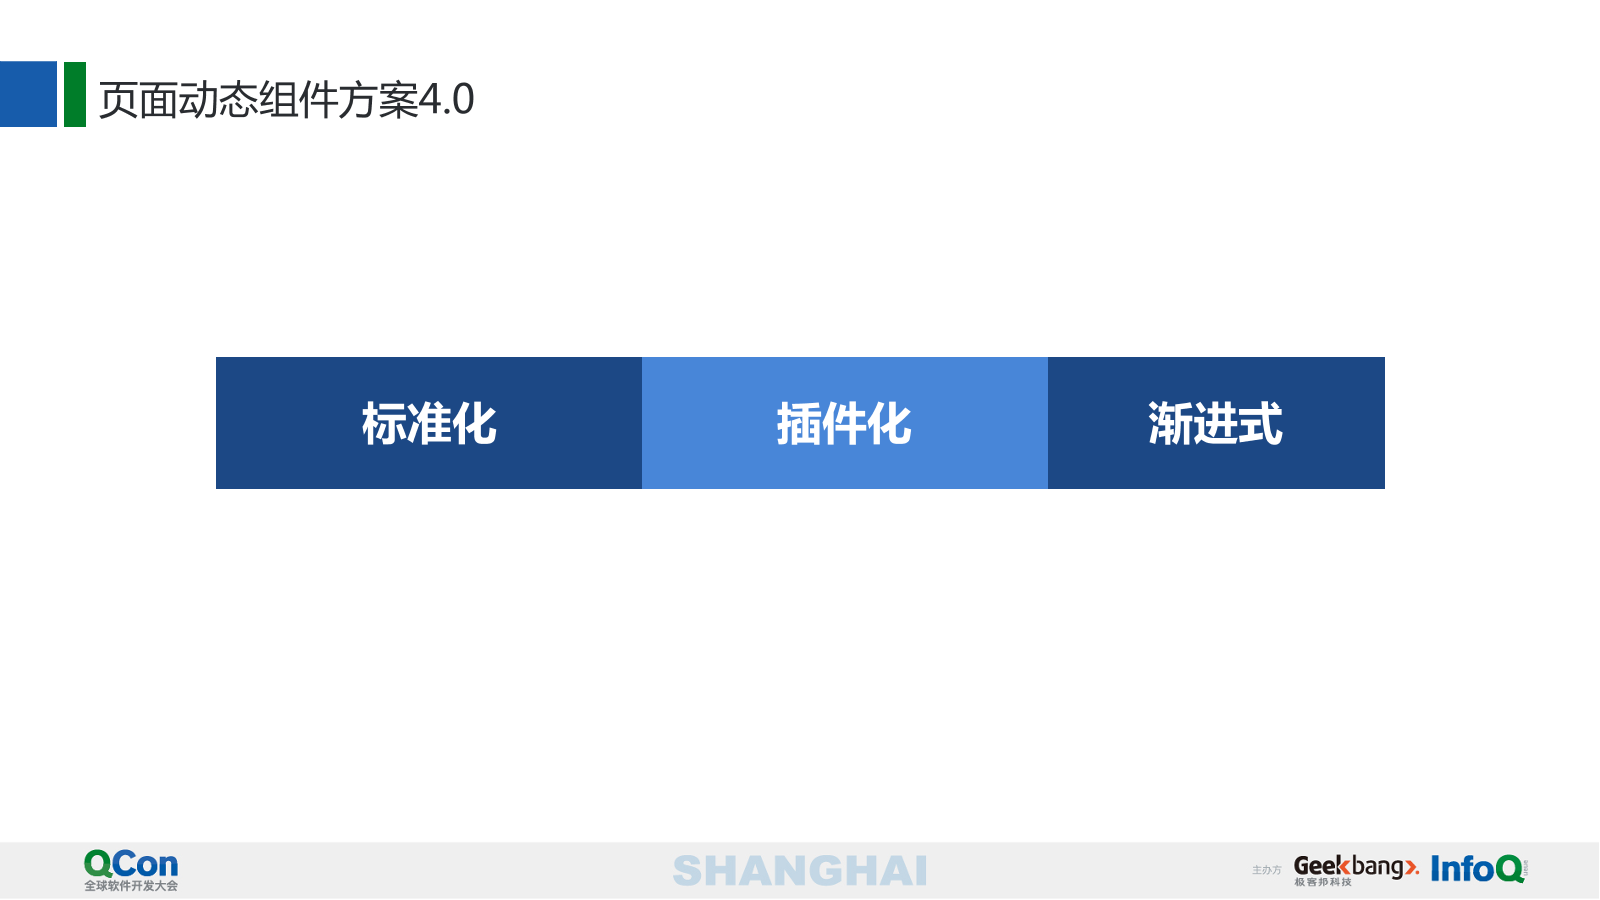 页面动态组件方案4.0
标准化
插件化
渐进式
QCon
全球软件开发大会
SHANGHAI
主办方
Geekbang>.
极客邦科技
InfoQ